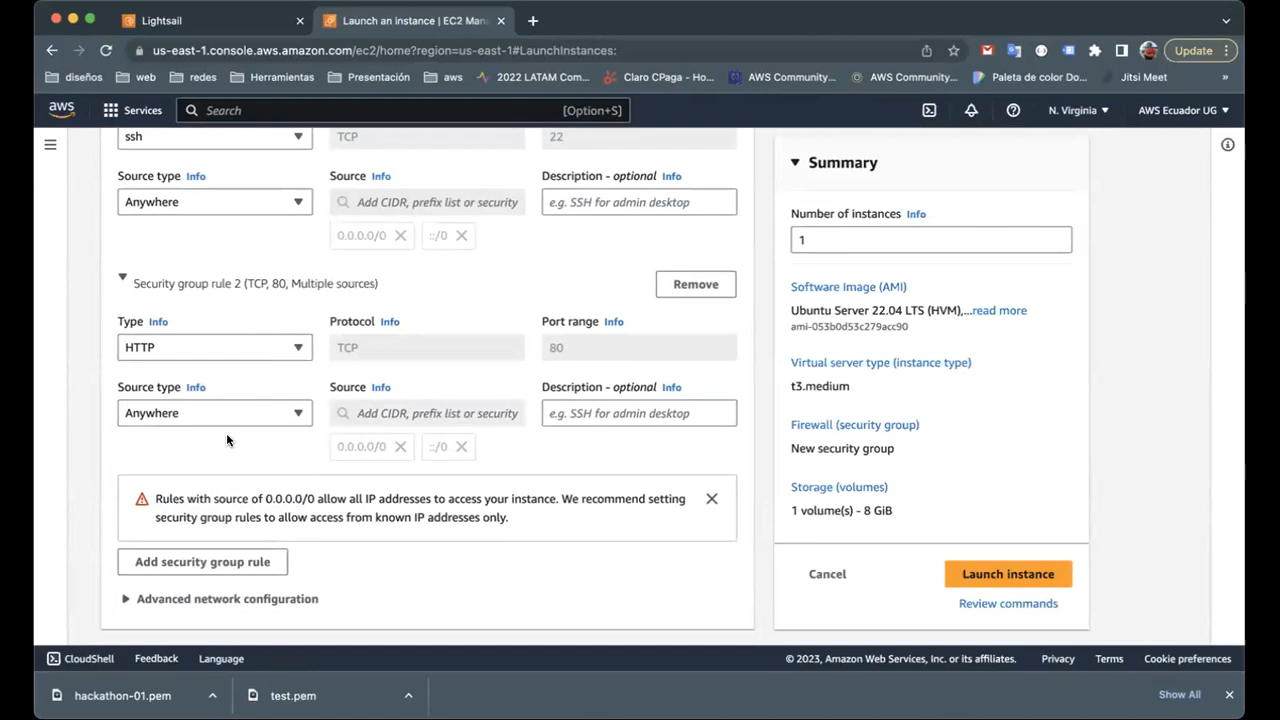 Lightsail
Launch an instance | EC2 Man
us-east-1.console.aws.amazon.com/ec2/home?region=us-east-1#LaunchInstances:
Update
diseños
web
redes
Herramientas
Presentación
aws
2022 LATAM Com...
Claro CPaga - Ho...
AWS Community...
AWS Community...
Paleta de color Do...
Jitsi Meet
»
aws
Services
Search
[Option+S]
N. Virginia
AWS Ecuador UG
ssh
TCP
22
Source type Info
Source Info
Description - optional Info
Anywhere
Add CIDR, prefix list or security
e.g. SSH for admin desktop
0.0.0.0/0
::/0
Security group rule 2 (TCP, 80, Multiple sources)
Remove
Type Info
Protocol Info
Port range Info
HTTP
TCP
80
Source type Info
Source Info
Description - optional Info
Anywhere
Add CIDR, prefix list or security
e.g. SSH for admin desktop
0.0.0.0/0
::/0
Rules with source of 0.0.0.0/0 allow all IP addresses to access your instance. We recommend setting
security group rules to allow access from known IP addresses only.
Add security group rule
Advanced network configuration
Summary
Number of instances Info
1
Software Image (AMI)
Ubuntu Server 22.04 LTS (HVM),...read more
ami-053b0d53c279acc90
Virtual server type (instance type)
t3.medium
Firewall (security group)
New security group
Storage (volumes)
1 volume(s) - 8 GiB
Cancel
Launch instance
Review commands
CloudShell
Feedback
Language
© 2023, Amazon Web Services, Inc. or its affiliates.
Privacy
Terms
Cookie preferences
hackathon-01.pem
test.pem
Show All